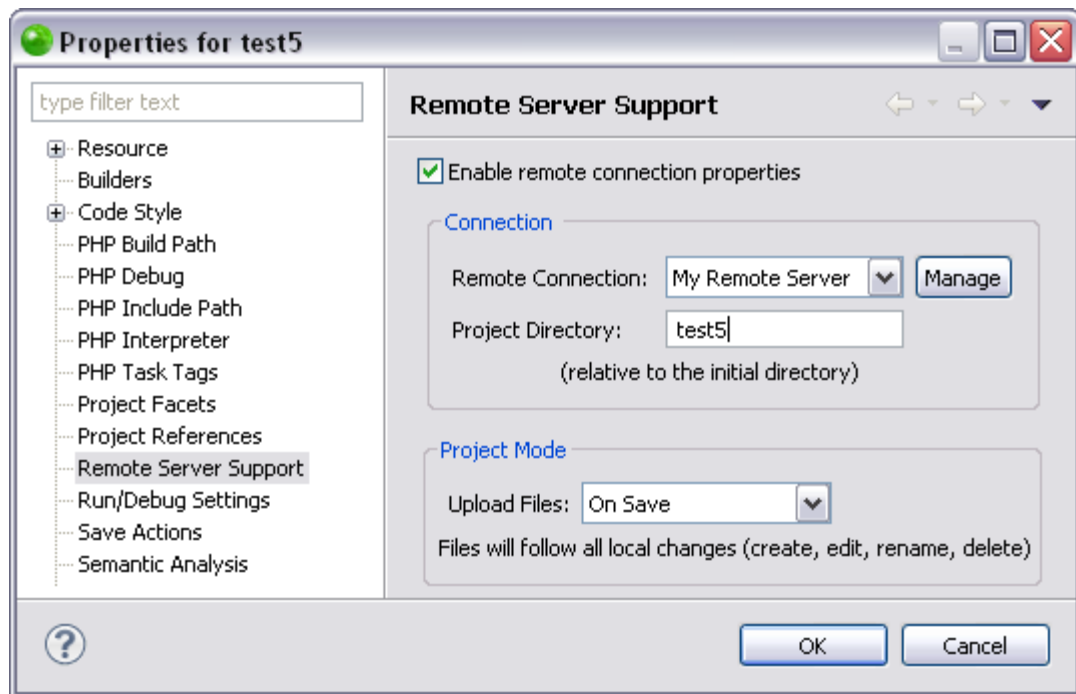 Properties for test5
type filter text
Resource
Builders
Code Style
PHP Build Path
PHP Debug
PHP Include Path
PHP Interpreter
PHP Task Tags
Project Facets
Project References
Remote Server Support
Run/Debug Settings
Save Actions
Semantic Analysis
Remote Server Support
Enable remote connection properties
Connection
Remote Connection: My Remote Server Manage
Project Directory: test5
(relative to the initial directory)
Project Mode
Upload Files: On Save
Files will follow all local changes (create, edit, rename, delete)
? OK Cancel